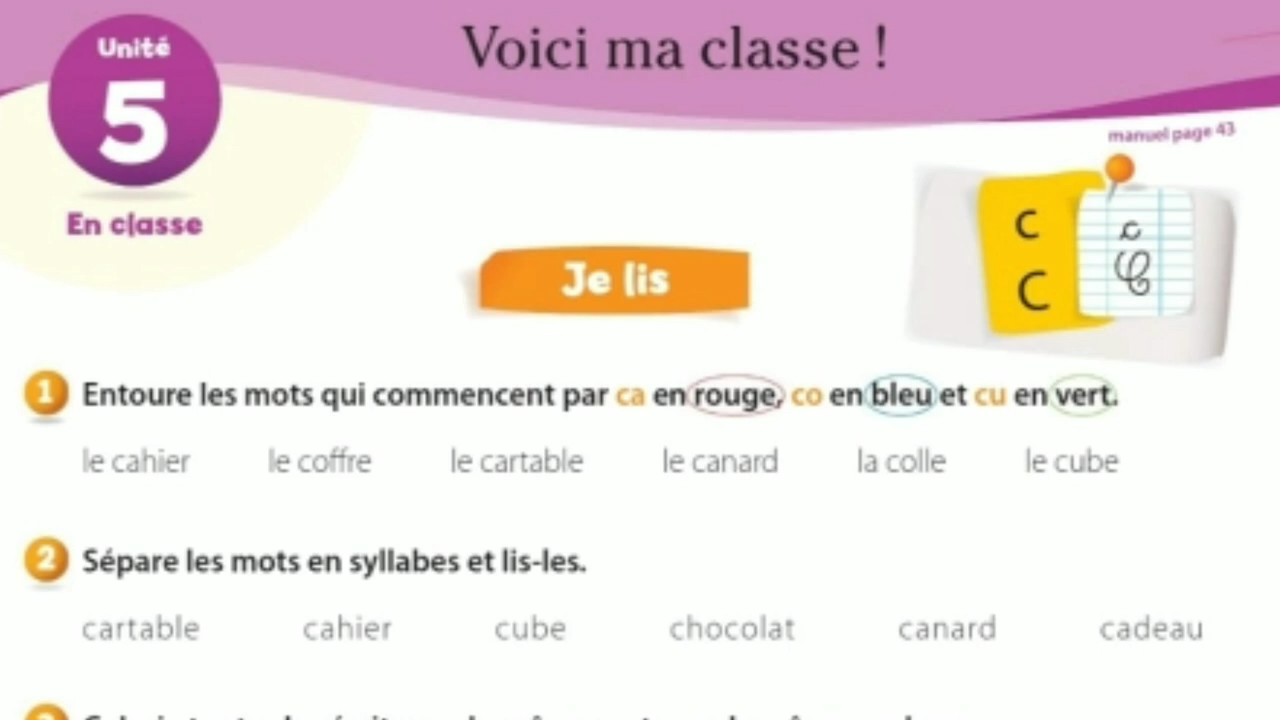 Unité
5
En classe
Voici ma classe !
manuel page 43
c c
C C
Je lis
1 Entoure les mots qui commencent par ca en rouge, co en bleu et cu en vert.
le cahier le coffre le cartable le canard la colle le cube
2 Sépare les mots en syllabes et lis-les.
cartable cahier cube chocolat canard cadeau